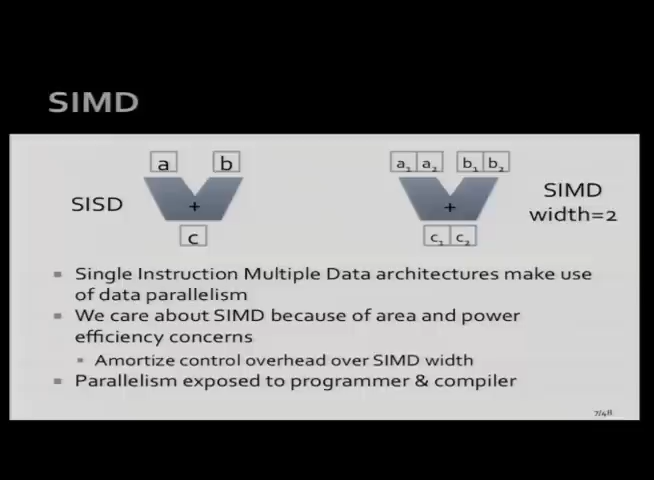 SIMD
a b
a₁ a₂ b₁ b₂
SISD
+
+
SIMD
width=2
c
c₁ c₂
Single Instruction Multiple Data architectures make use
of data parallelism
We care about SIMD because of area and power
efficiency concerns
Amortize control overhead over SIMD width
Parallelism exposed to programmer & compiler
7/48